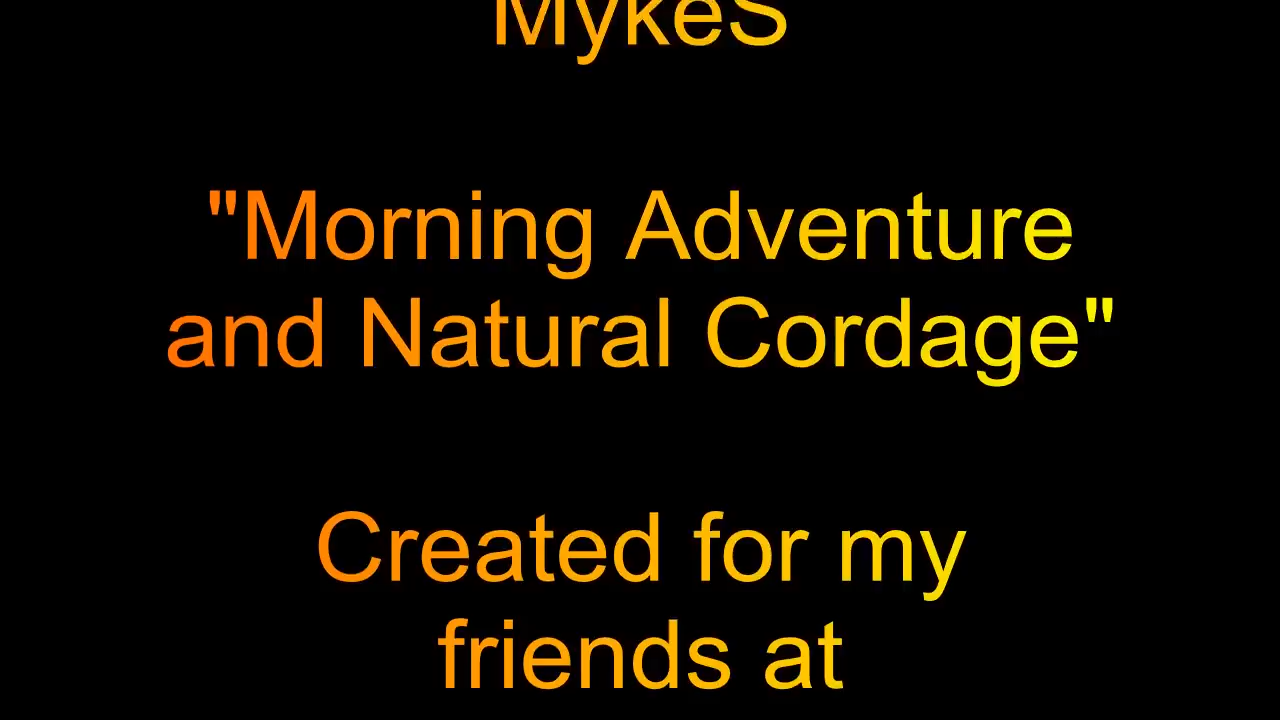 MykeS
"Morning Adventure
and Natural Cordage"
Created for my
friends at